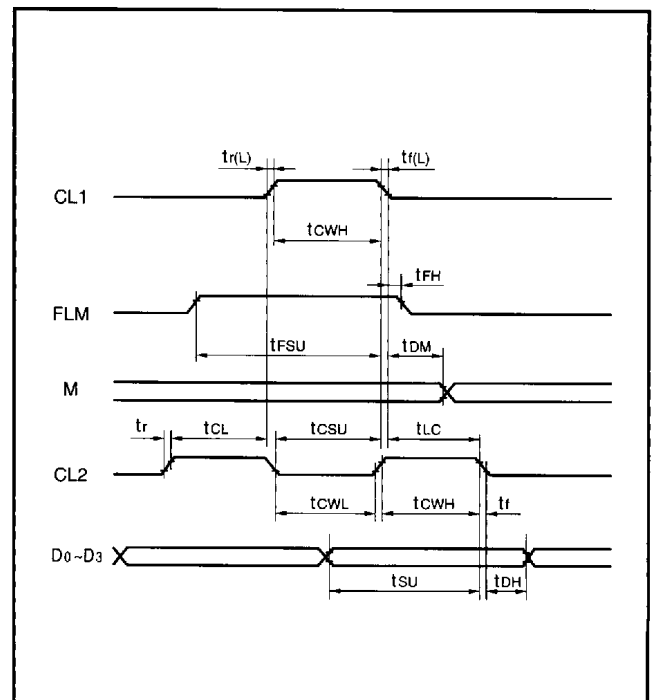 tr(L) tf(L)
CL1
tCWH
tFH
FLM
tFSU tDM
M
tr tCL tCSU tLC
CL2
tCWL tCWH tf
D0~D3
tSU tDH